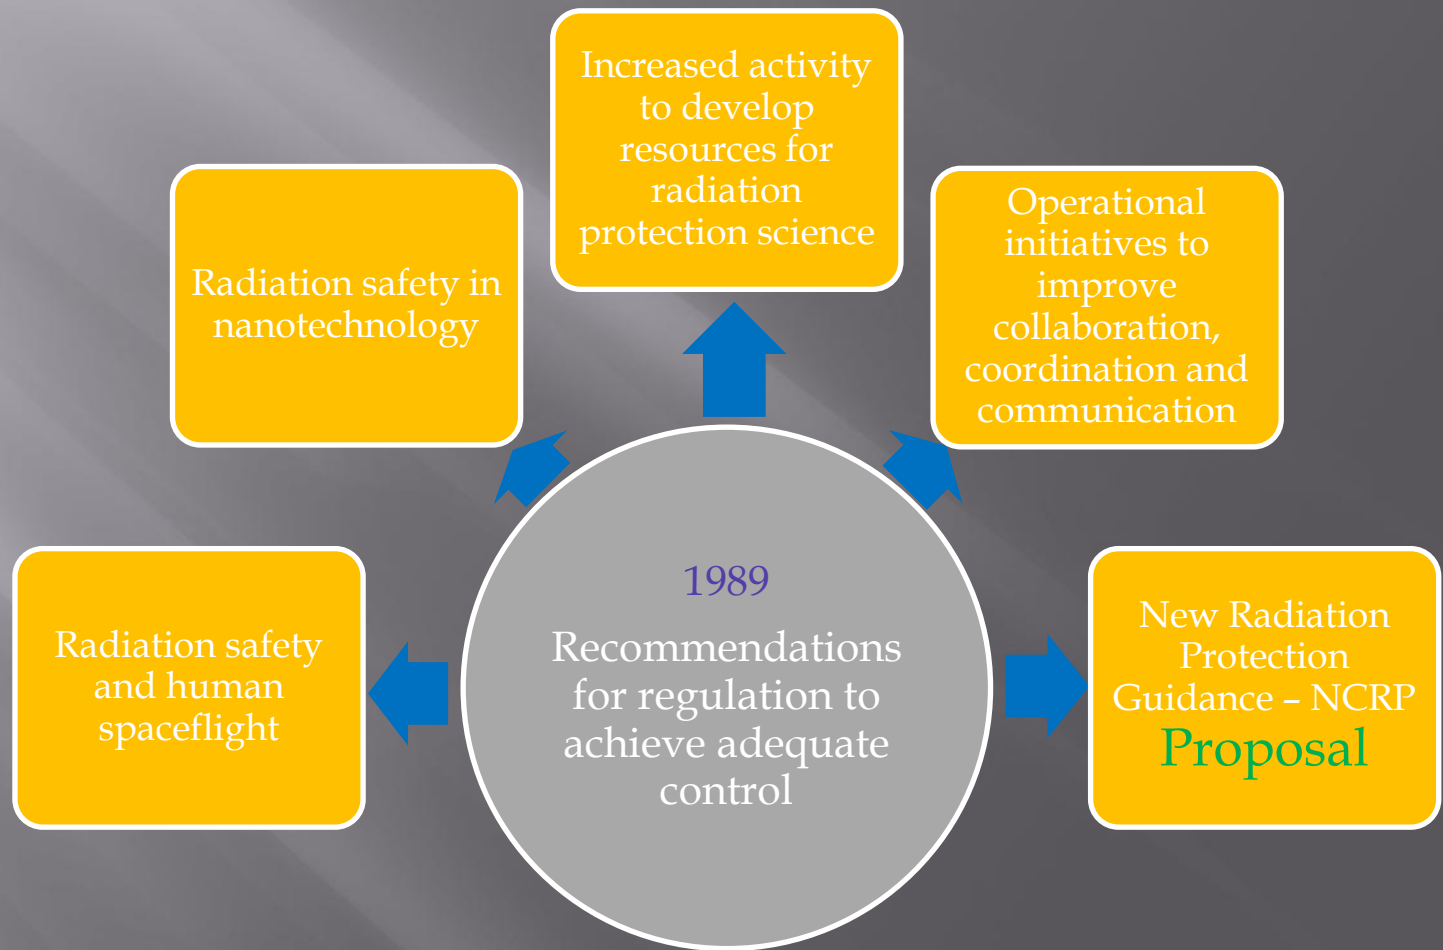 Increased activity
to develop
resources for
radiation
protection science
Radiation safety in
nanotechnology
Operational
initiatives to
improve
collaboration,
coordination and
communication
Radiation safety
and human
spaceflight
1989
Recommendations
for regulation to
achieve adequate
control
New Radiation
Protection
Guidance – NCRP
Proposal